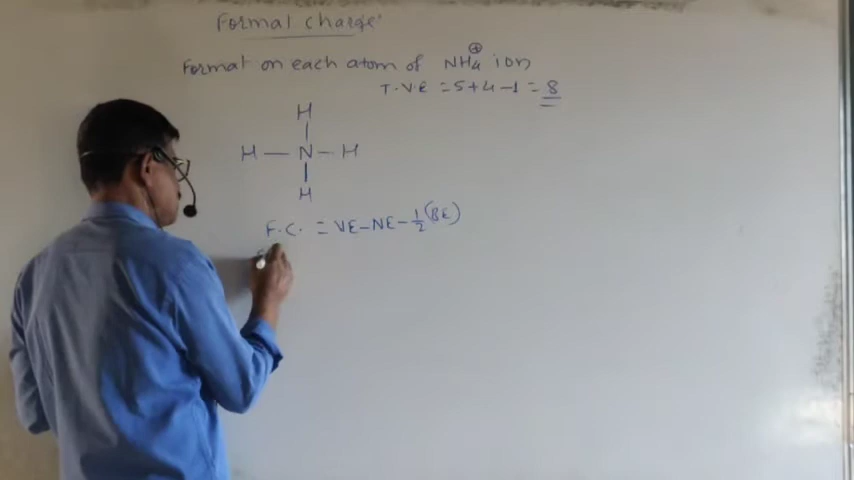 Formal charge
Format on each atom of NH4⊕ ion
T.V.E = 5+4-1 = 8
H
H — N — H
H
F.C. = VE-NE-1/2(BE)